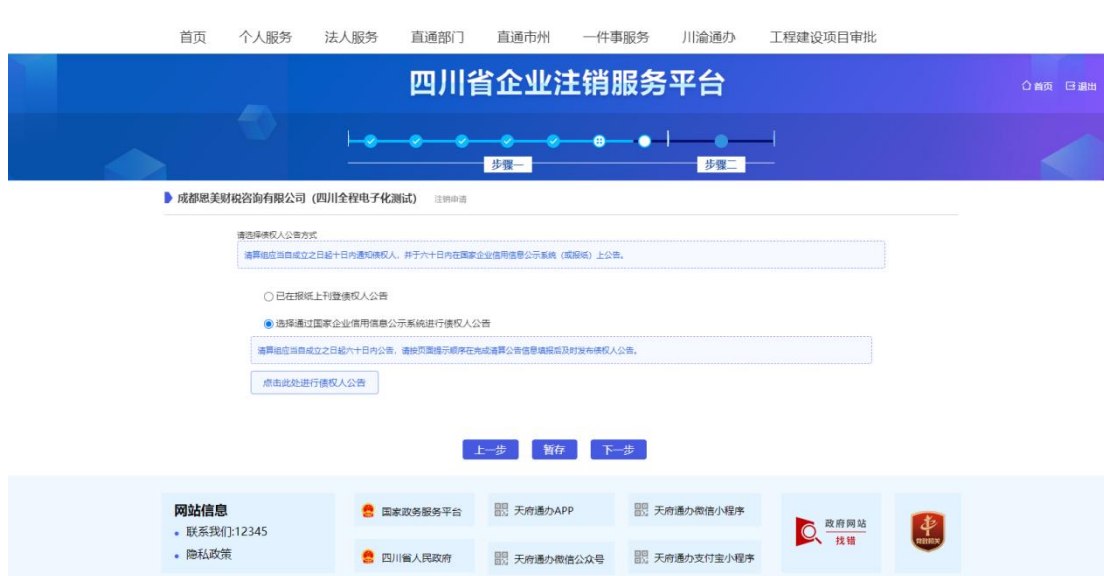 首页 个人服务 法人服务 直通部门 直通市州 一件事服务 川渝通办 工程建设项目审批
四川省企业注销服务平台
首页 退出
步骤一 步骤二
成都思美财税咨询有限公司（四川全程电子化测试） 注销申请
请选择债权人公告方式
清算组应当自成立之日起十日内通知债权人，并于六十日内在国家企业信用信息公示系统（或报纸）上公告。
已在报纸上刊登债权人公告
选择通过国家企业信用信息公示系统进行债权人公告
清算组应当自成立之日起六十日内公告，请按页面提示顺序在完成清算公告信息填报后及时发布债权人公告。
点击此处进行债权人公告
上一步 暂存 下一步
网站信息
联系我们:12345
隐私政策
国家政务服务平台 天府通办APP 天府通办微信小程序
四川省人民政府 天府通办微信公众号 天府通办支付宝小程序
政府网站
找错
党政机关